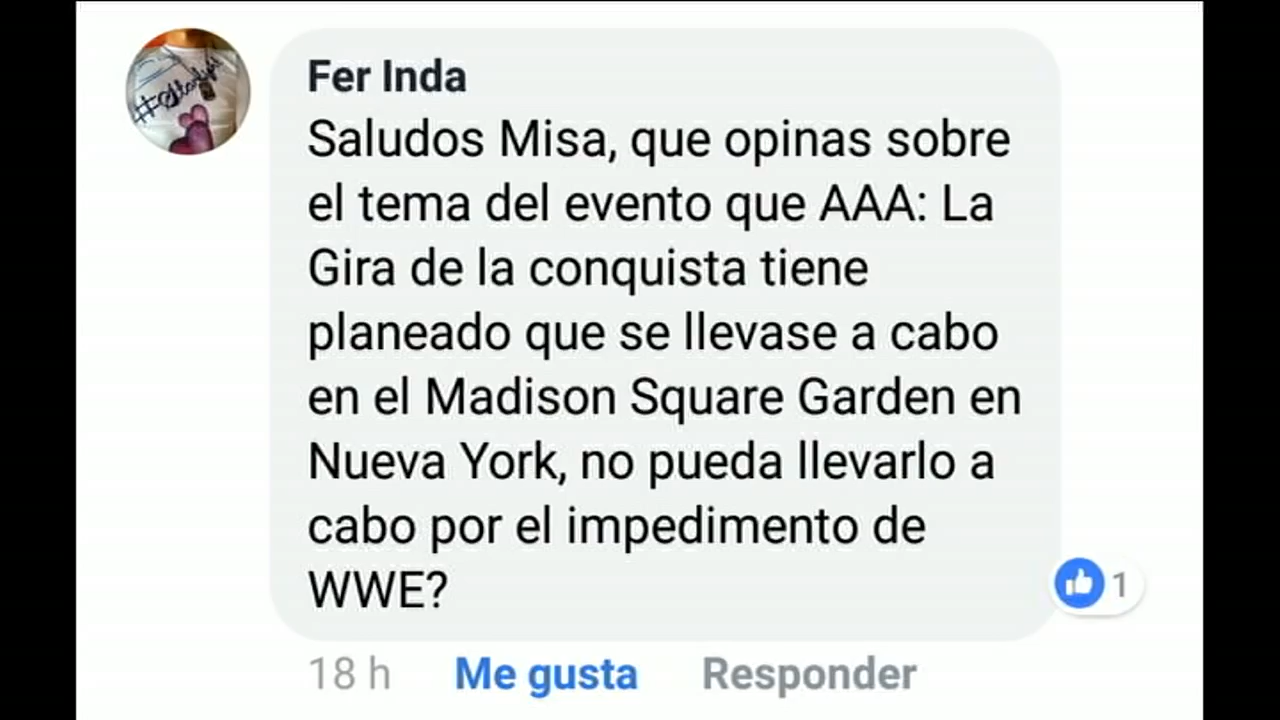 #Gladys
Fer Inda
Saludos Misa, que opinas sobre
el tema del evento que AAA: La
Gira de la conquista tiene
planeado que se llevase a cabo
en el Madison Square Garden en
Nueva York, no pueda llevarlo a
cabo por el impedimento de
WWE?
1
18 h Me gusta Responder